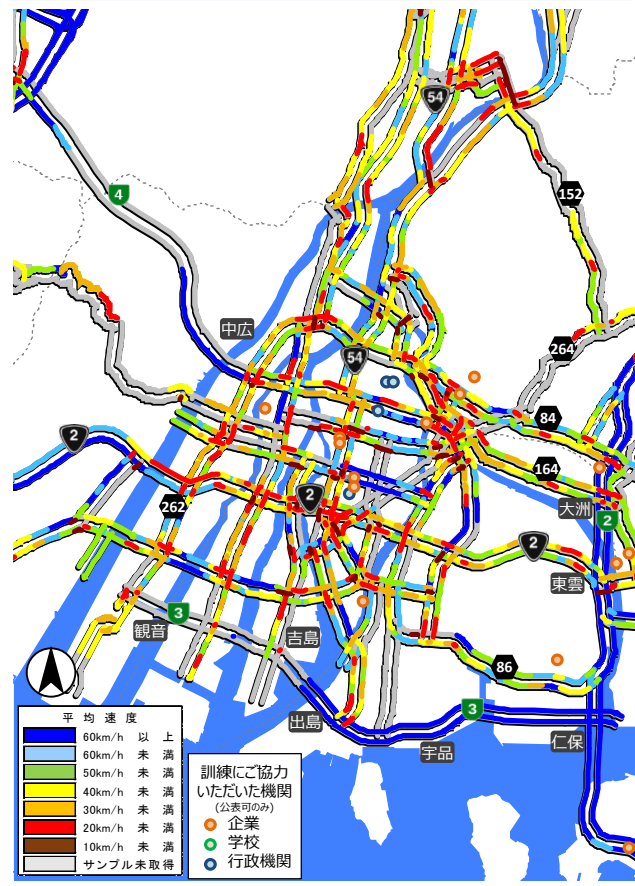 54
4
152
中広
264
54
84
2
164
262
2
大洲
2
2
東雲
観音
3
吉島
86
出島
3
宇品
仁保
平均速度
60km/h 以上
60km/h 未満
50km/h 未満
40km/h 未満
30km/h 未満
20km/h 未満
10km/h 未満
サンプル未取得
訓練にご協力
いただいた機関
(公表可のみ)
企業
学校
行政機関